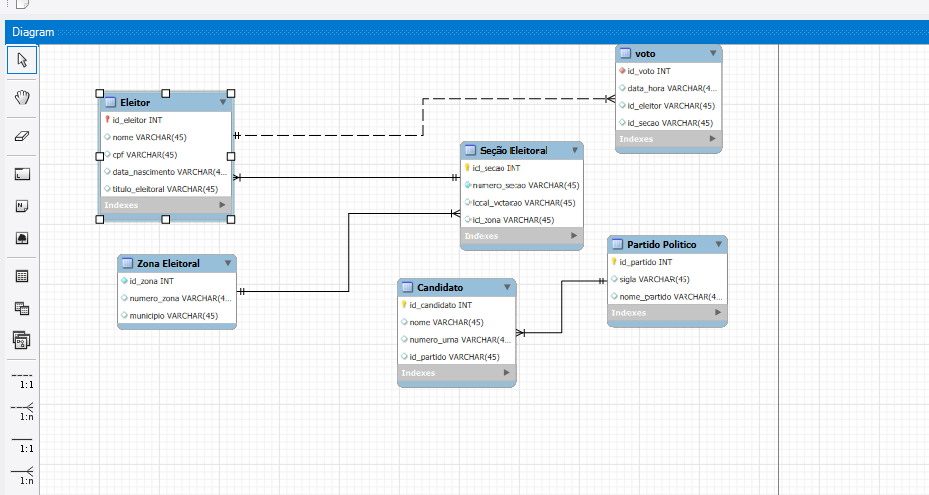 Diagram
voto
id_voto INT
data_hora VARCHAR(4...
id_eleitor VARCHAR(45)
id_secao VARCHAR(45)
Indexes
Eleitor
id_eleitor INT
nome VARCHAR(45)
cpf VARCHAR(45)
data_nascimento VARCHAR(4...
titulo_eleitoral VARCHAR(45)
Indexes
Seção Eleitoral
id_secao INT
numero_secao VARCHAR(45)
local_votacao VARCHAR(45)
id_zona VARCHAR(45)
Indexes
Partido Politico
id_partido INT
sigla VARCHAR(45)
nome_partido VARCHAR(4...
Indexes
Zona Eleitoral
id_zona INT
numero_zona VARCHAR(4...
municipio VARCHAR(45)
Candidato
id_candidato INT
nome VARCHAR(45)
numero_urna VARCHAR(4...
id_partido VARCHAR(45)
Indexes
1:1
1:n
1:1
1:n